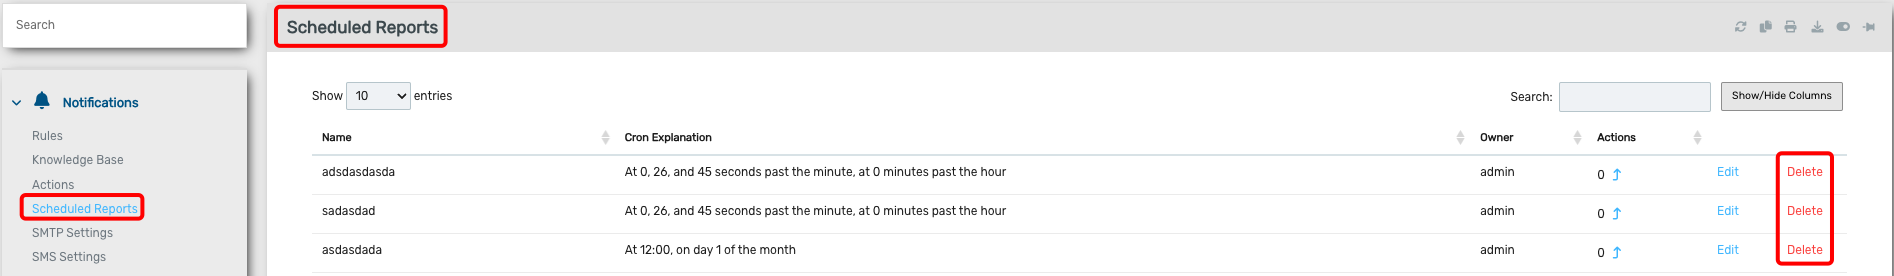 Search
Notifications
Rules
Knowledge Base
Actions
Scheduled Reports
SMTP Settings
SMS Settings
Scheduled Reports
Show 10 entries
Search:
Show/Hide Columns
Name Cron Explanation Owner Actions
adsdasdasda At 0, 26, and 45 seconds past the minute, at 0 minutes past the hour admin 0 Edit Delete
sadasdad At 0, 26, and 45 seconds past the minute, at 0 minutes past the hour admin 0 Edit Delete
asdasdada At 12:00, on day 1 of the month admin 0 Edit Delete